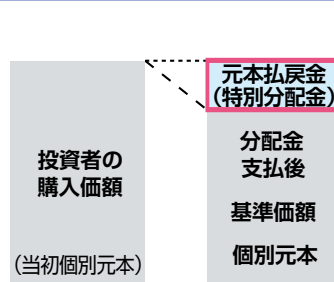 投資者の
購入価額
(当初個別元本)
元本払戻金
(特別分配金)
分配金
支払後
基準価額
個別元本